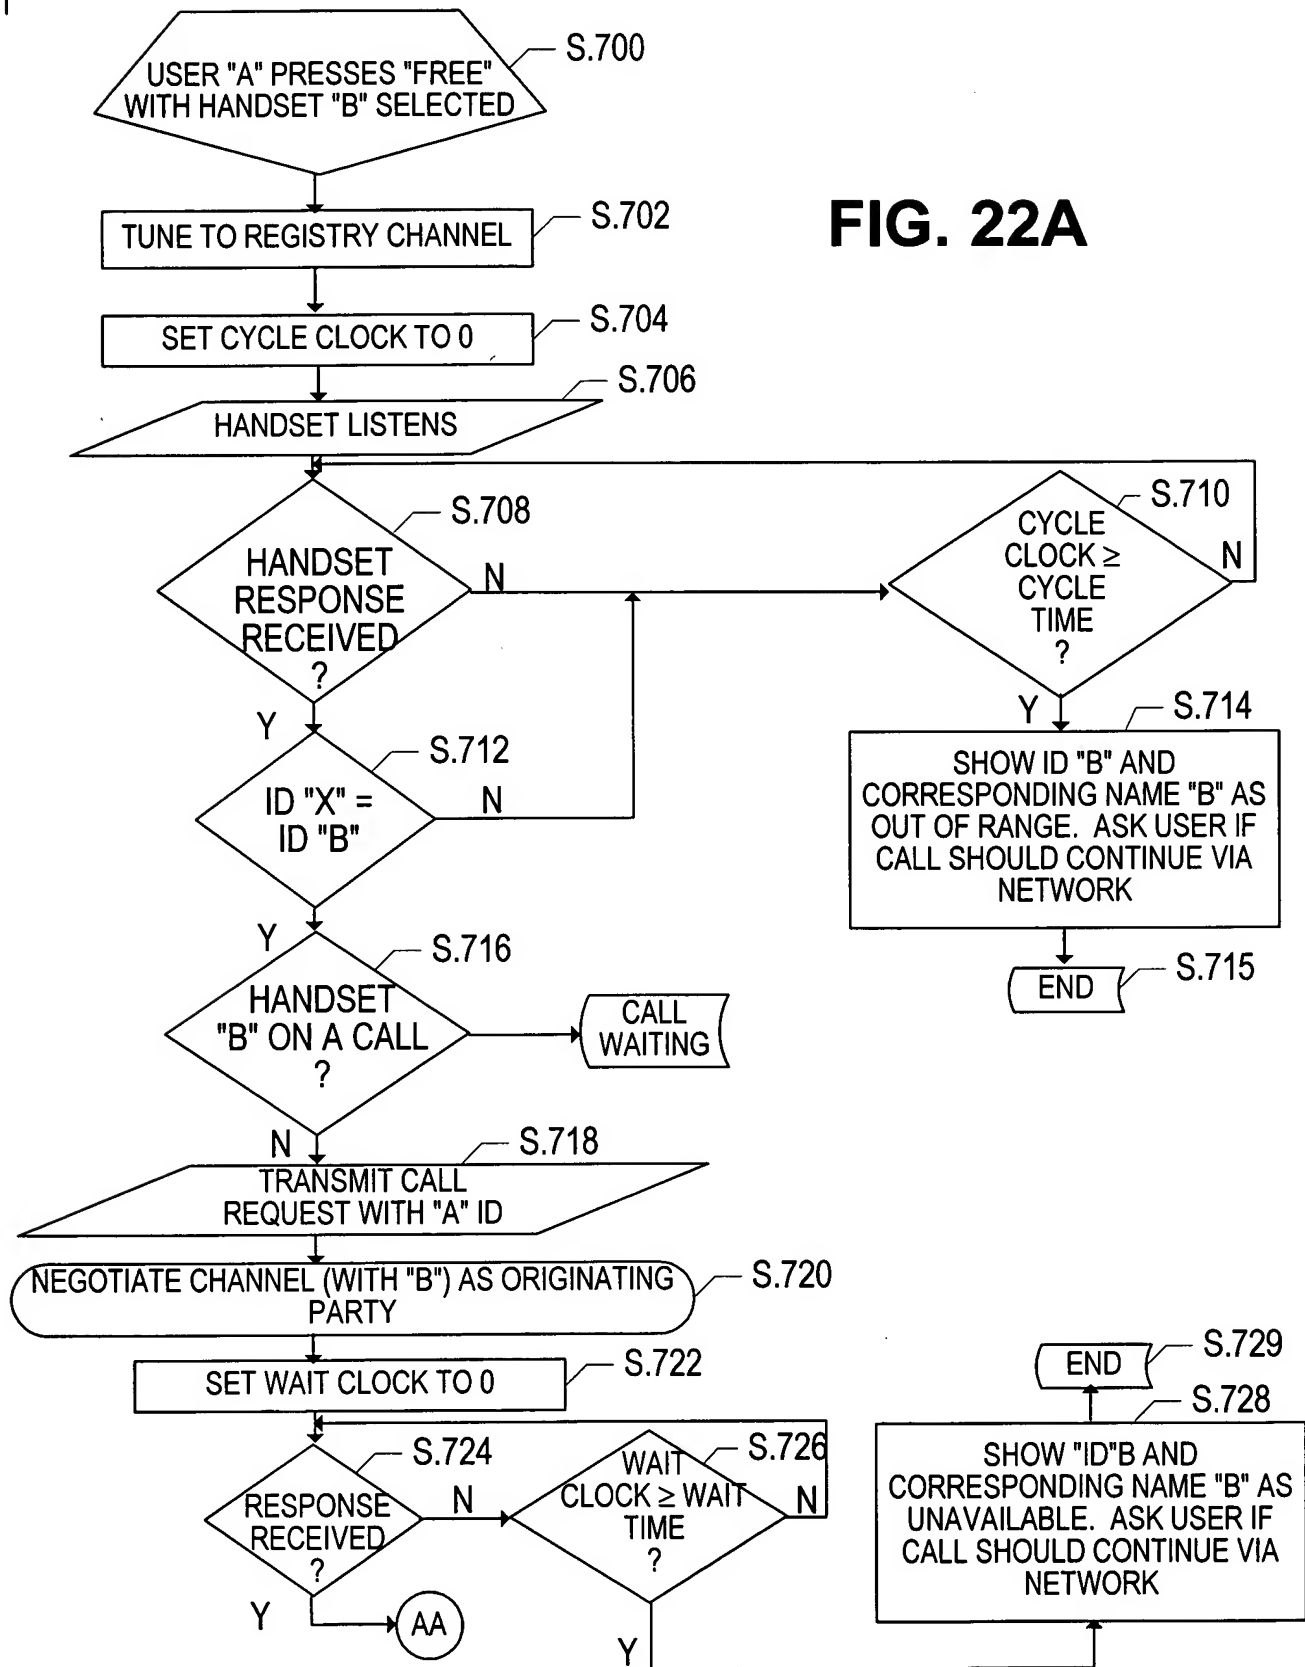 S.700
USER "A" PRESSES "FREE"
WITH HANDSET "B" SELECTED
FIG. 22A
S.702
TUNE TO REGISTRY CHANNEL
S.704
SET CYCLE CLOCK TO 0
S.706
HANDSET LISTENS
S.708
HANDSET
RESPONSE
RECEIVED
?
N
Y
S.710
CYCLE
CLOCK ≥
CYCLE
TIME
?
N
Y
S.712
ID "X" =
ID "B"
N
Y
S.714
SHOW ID "B" AND
CORRESPONDING NAME "B" AS
OUT OF RANGE. ASK USER IF
CALL SHOULD CONTINUE VIA
NETWORK
S.715
END
S.716
HANDSET
"B" ON A CALL
?
CALL
WAITING
N
S.718
TRANSMIT CALL
REQUEST WITH "A" ID
S.720
NEGOTIATE CHANNEL (WITH "B") AS ORIGINATING
PARTY
S.722
SET WAIT CLOCK TO 0
S.724
RESPONSE
RECEIVED
?
N
Y
AA
S.726
WAIT
CLOCK ≥ WAIT
TIME
?
N
Y
S.729
END
S.728
SHOW "ID"B AND
CORRESPONDING NAME "B" AS
UNAVAILABLE. ASK USER IF
CALL SHOULD CONTINUE VIA
NETWORK